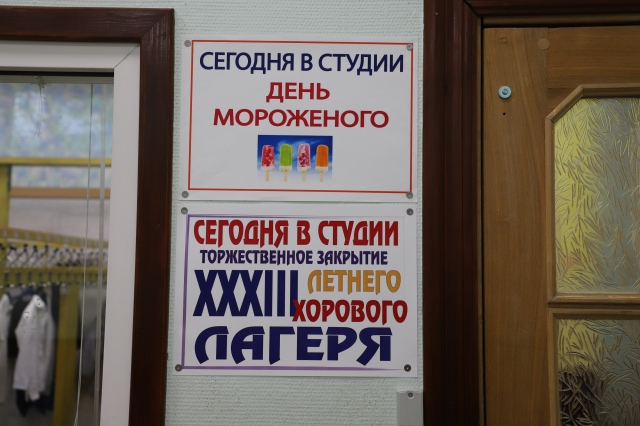 СЕГОДНЯ В СТУДИИ
ДЕНЬ
МОРОЖЕНОГО
СЕГОДНЯ В СТУДИИ
ТОРЖЕСТВЕННОЕ ЗАКРЫТИЕ
XXXIII ЛЕТНЕГО
ХОРОВОГО
ЛАГЕРЯ